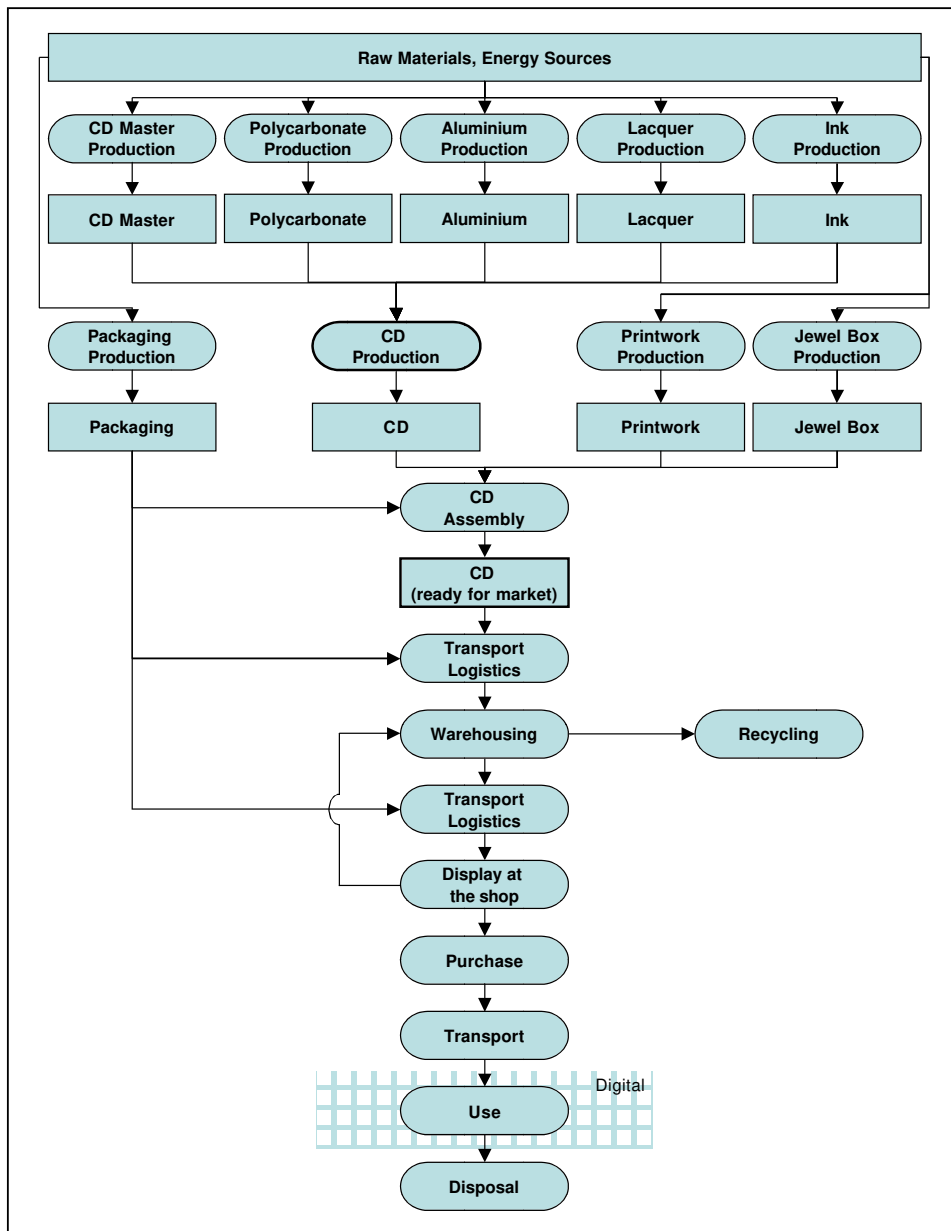 Raw Materials, Energy Sources
CD Master
Production
Polycarbonate
Production
Aluminium
Production
Lacquer
Production
Ink
Production
CD Master
Polycarbonate
Aluminium
Lacquer
Ink
Packaging
Production
CD
Production
Printwork
Production
Jewel Box
Production
Packaging
CD
Printwork
Jewel Box
CD
Assembly
CD
(ready for market)
Transport
Logistics
Warehousing
Recycling
Transport
Logistics
Display at
the shop
Purchase
Transport
Digital
Use
Disposal